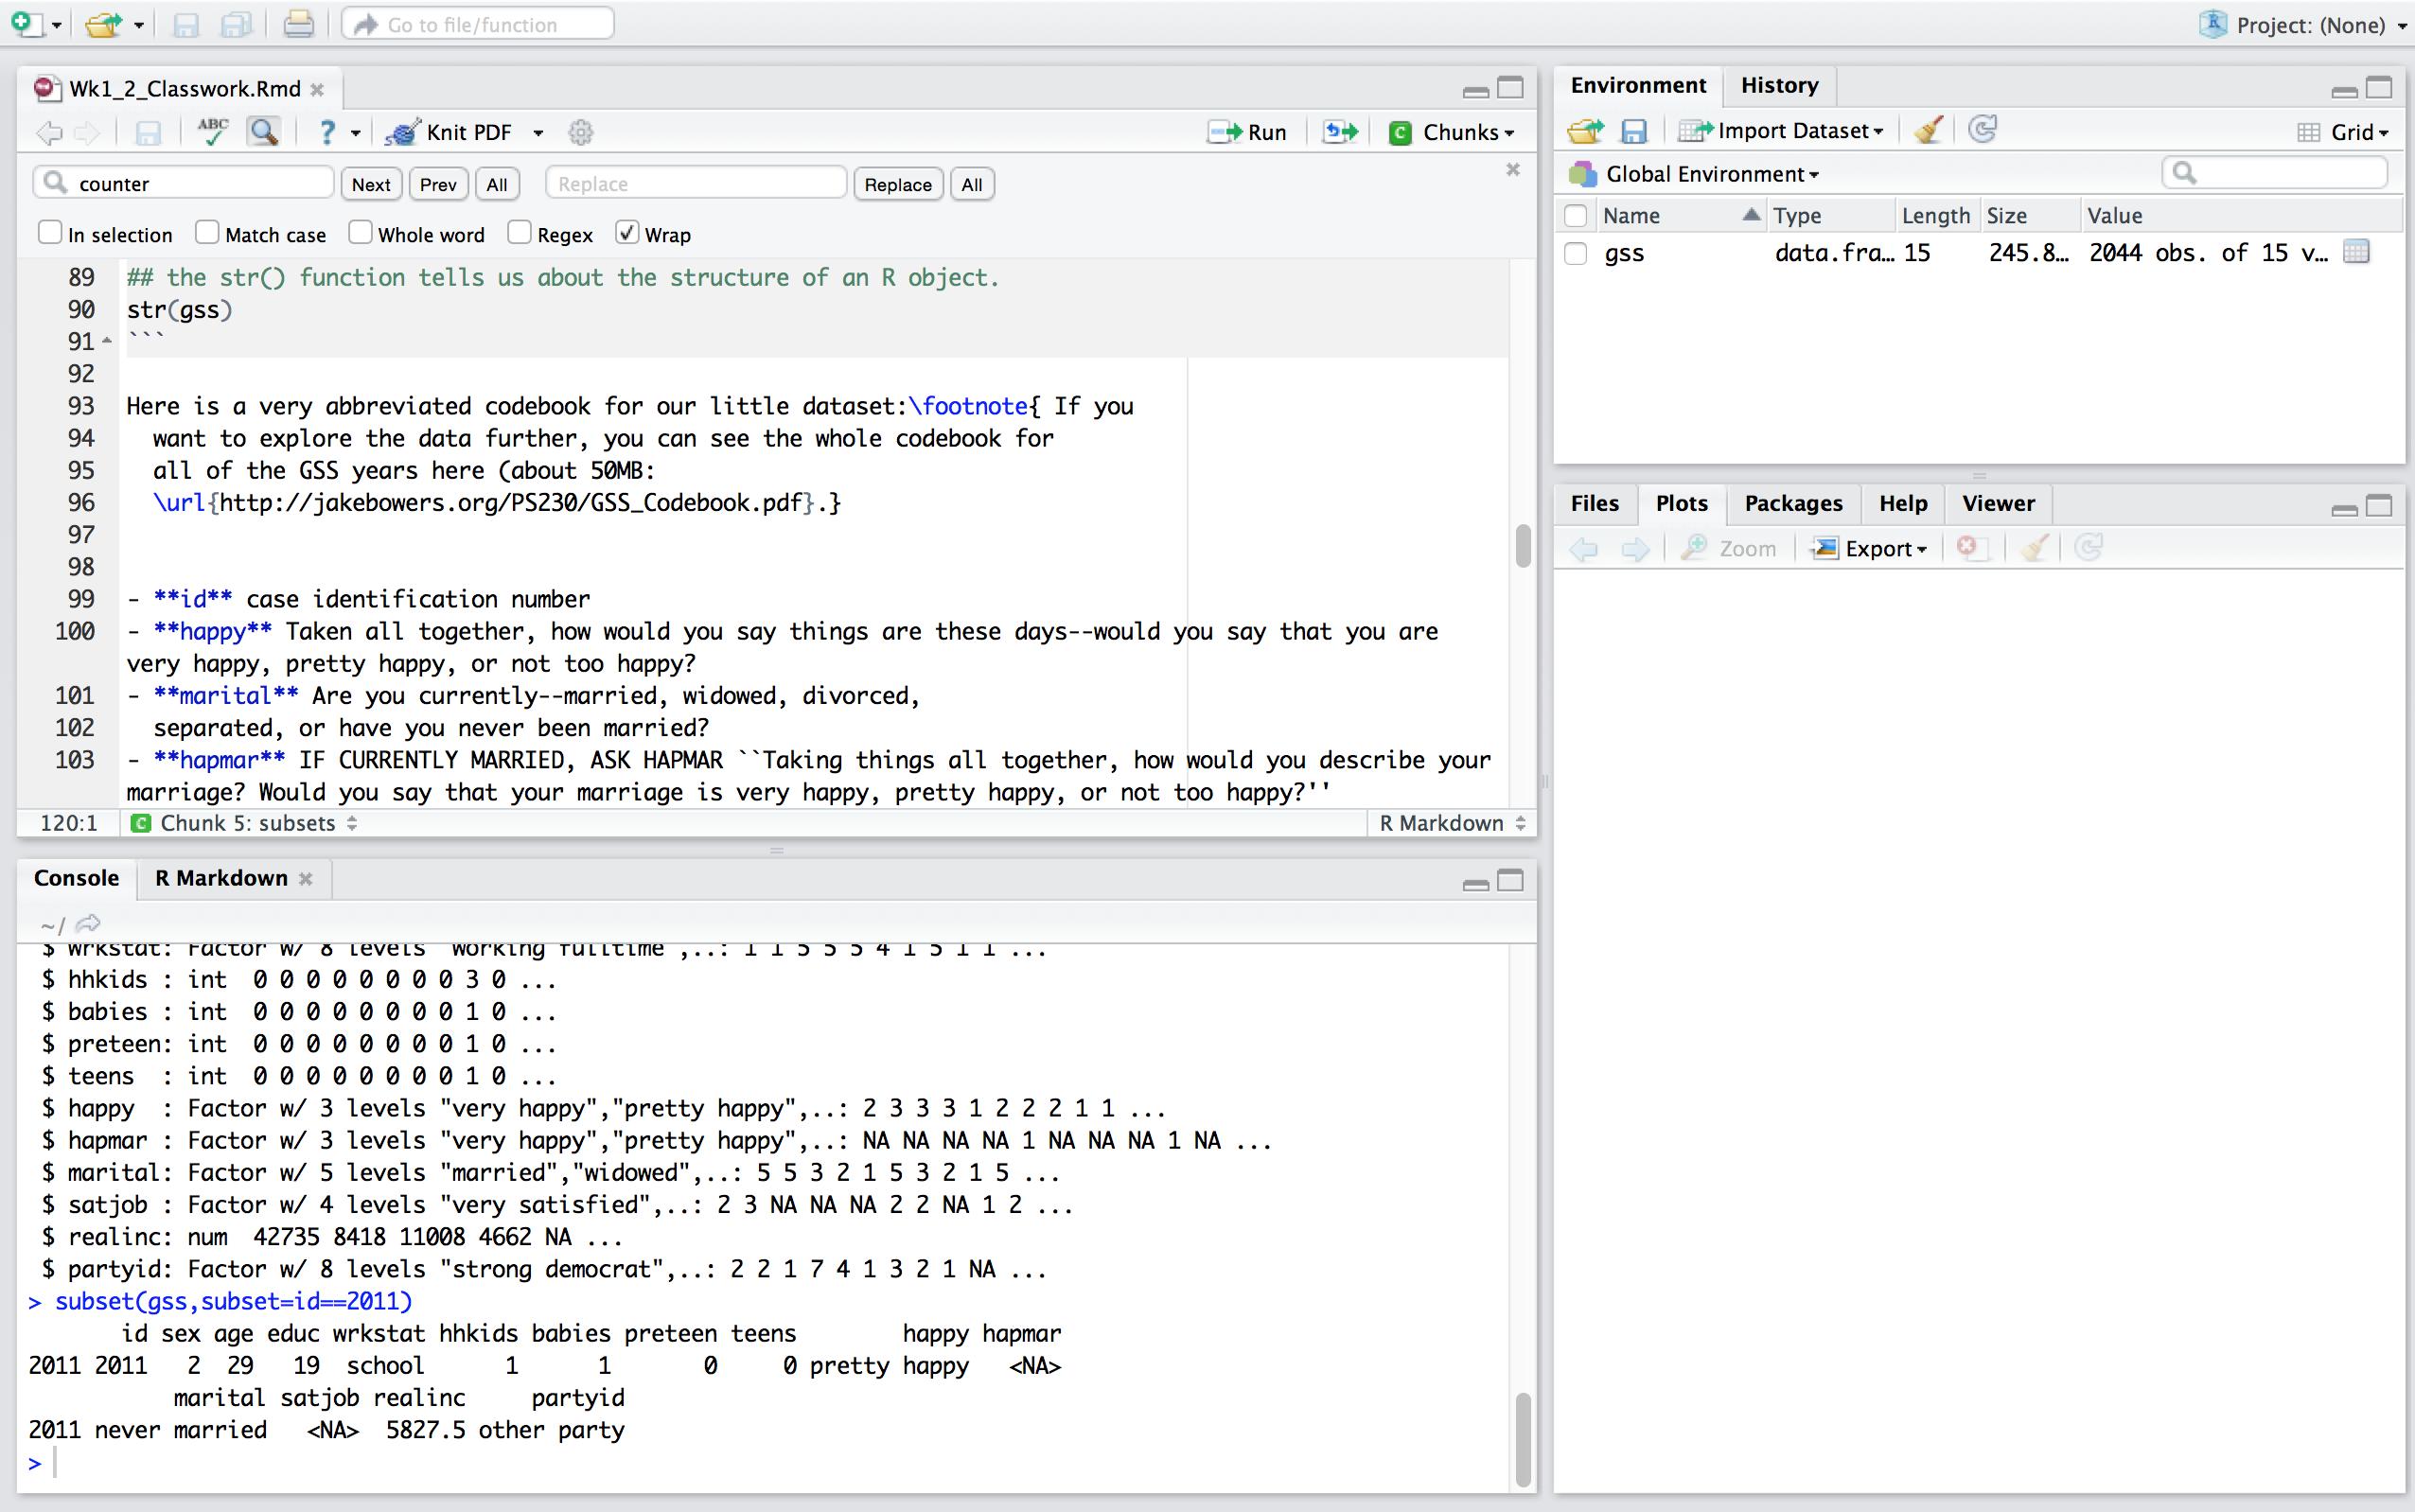 Go to file/function
Project: (None)
Wk1_2_Classwork.Rmd
ABC
?
Knit PDF
Run
Chunks
counter
Next
Prev
All
Replace
Replace
All
In selection
Match case
Whole word
Regex
Wrap
89 ## the str() function tells us about the structure of an R object.
90 str(gss)
91 ```
92
93 Here is a very abbreviated codebook for our little dataset:\footnote{ If you
94 want to explore the data further, you can see the whole codebook for
95 all of the GSS years here (about 50MB:
96 \url{http://jakebowers.org/PS230/GSS_Codebook.pdf}.}
97
98
99 - **id** case identification number
100 - **happy** Taken all together, how would you say things are these days--would you say that you are
very happy, pretty happy, or not too happy?
101 - **marital** Are you currently--married, widowed, divorced,
102 separated, or have you never been married?
103 - **hapmar** IF CURRENTLY MARRIED, ASK HAPMAR ``Taking things all together, how would you describe your
marriage? Would you say that your marriage is very happy, pretty happy, or not too happy?''
120:1
C Chunk 5: subsets
R Markdown
Console
R Markdown
~/
$ wrkstat: Factor w/ 8 levels "working fulltime",..: 1 1 5 5 5 4 1 5 1 1 ...
$ hhkids : int 0 0 0 0 0 0 0 0 3 0 ...
$ babies : int 0 0 0 0 0 0 0 0 1 0 ...
$ preteen: int 0 0 0 0 0 0 0 0 1 0 ...
$ teens : int 0 0 0 0 0 0 0 0 1 0 ...
$ happy : Factor w/ 3 levels "very happy","pretty happy",..: 2 3 3 3 1 2 2 2 1 1 ...
$ hapmar : Factor w/ 3 levels "very happy","pretty happy",..: NA NA NA NA 1 NA NA NA 1 NA ...
$ marital: Factor w/ 5 levels "married","widowed",..: 5 5 3 2 1 5 3 2 1 5 ...
$ satjob : Factor w/ 4 levels "very satisfied",..: 2 3 NA NA NA 2 2 NA 1 2 ...
$ realinc: num 42735 8418 11008 4662 NA ...
$ partyid: Factor w/ 8 levels "strong democrat",..: 2 2 1 7 4 1 3 2 1 NA ...
> subset(gss,subset=id==2011)
id sex age educ wrkstat hhkids babies preteen teens happy hapmar
2011 2011 2 29 19 school 1 1 0 0 pretty happy <NA>
marital satjob realinc partyid
2011 never married <NA> 5827.5 other party
>
Environment
History
Import Dataset
Grid
Global Environment
Name Type Length Size Value
gss data.fra... 15 245.8... 2044 obs. of 15 v...
Files
Plots
Packages
Help
Viewer
Zoom
Export